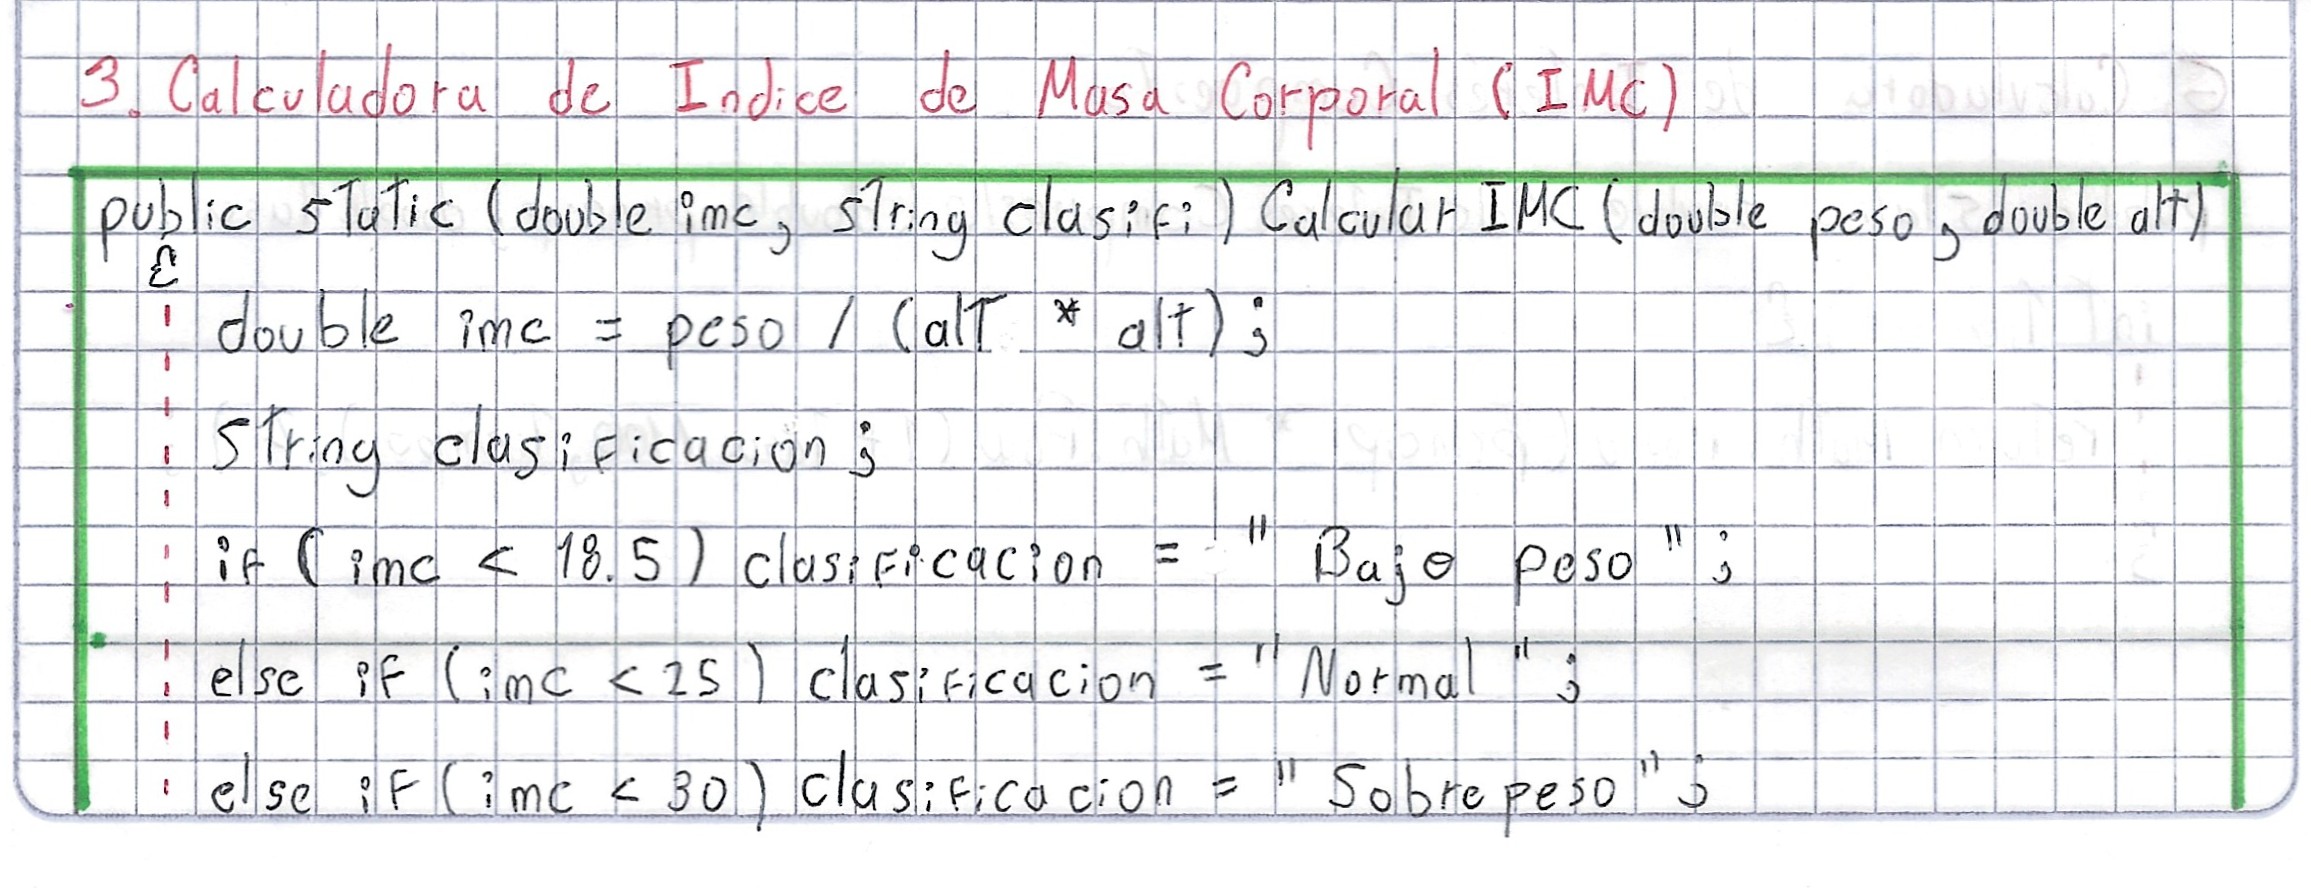 3. Calculadora de Indice de Masa Corporal (IMC)
public static (double imc, string clasifi) Calcular IMC (double peso, double alt)
{
double imc = peso / (alt * alt);
string clasificacion;
if (imc < 18.5) clasificacion = "Bajo peso";
else if (imc < 25) clasificacion = "Normal";
else if (imc < 30) clasificacion = "Sobrepeso";